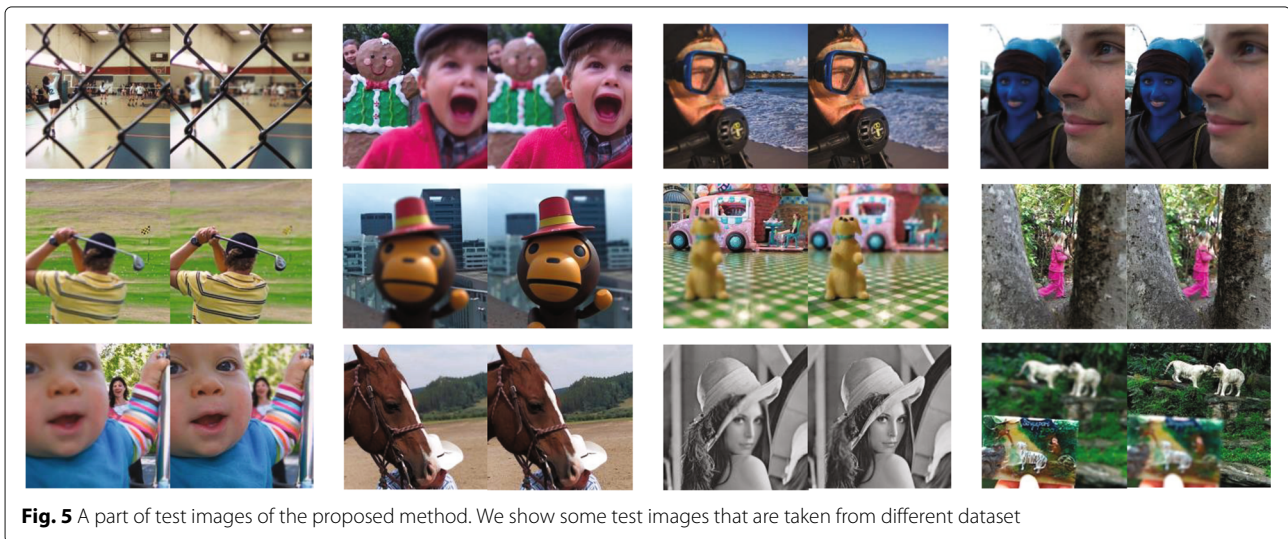 Fig. 5 A part of test images of the proposed method. We show some test images that are taken from different dataset